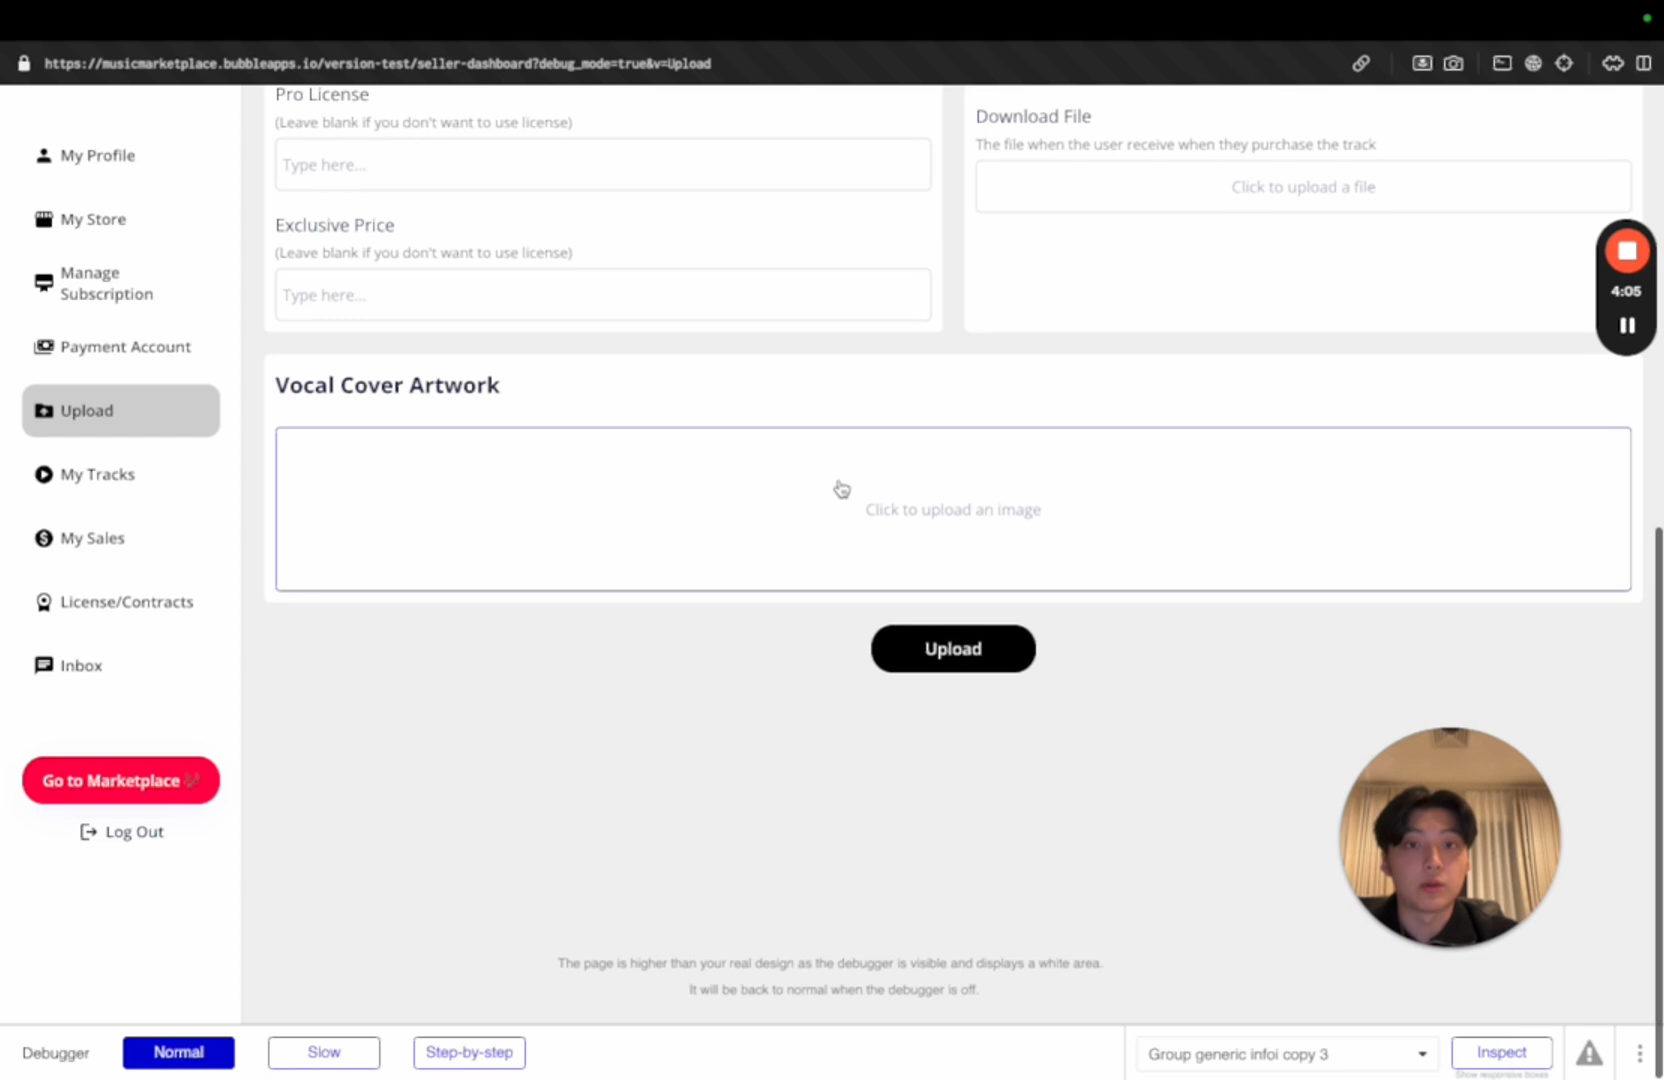 https://musicmarketplace.bubbleapps.io/version-test/seller-dashboard?debug_mode=true&v=Upload
My Profile
My Store
Manage
Subscription
Payment Account
Upload
My Tracks
My Sales
License/Contracts
Inbox
Go to Marketplace
Log Out
Pro License
(Leave blank if you don't want to use license)
Type here...
Exclusive Price
(Leave blank if you don't want to use license)
Type here...
Download File
The file when the user receive when they purchase the track
Click to upload a file
4:05
Vocal Cover Artwork
Click to upload an image
Upload
The page is higher than your real design as the debugger is visible and displays a white area.
It will be back to normal when the debugger is off.
Debugger
Normal
Slow
Step-by-step
Group generic infoi copy 3
Inspect
Show responsive boxes